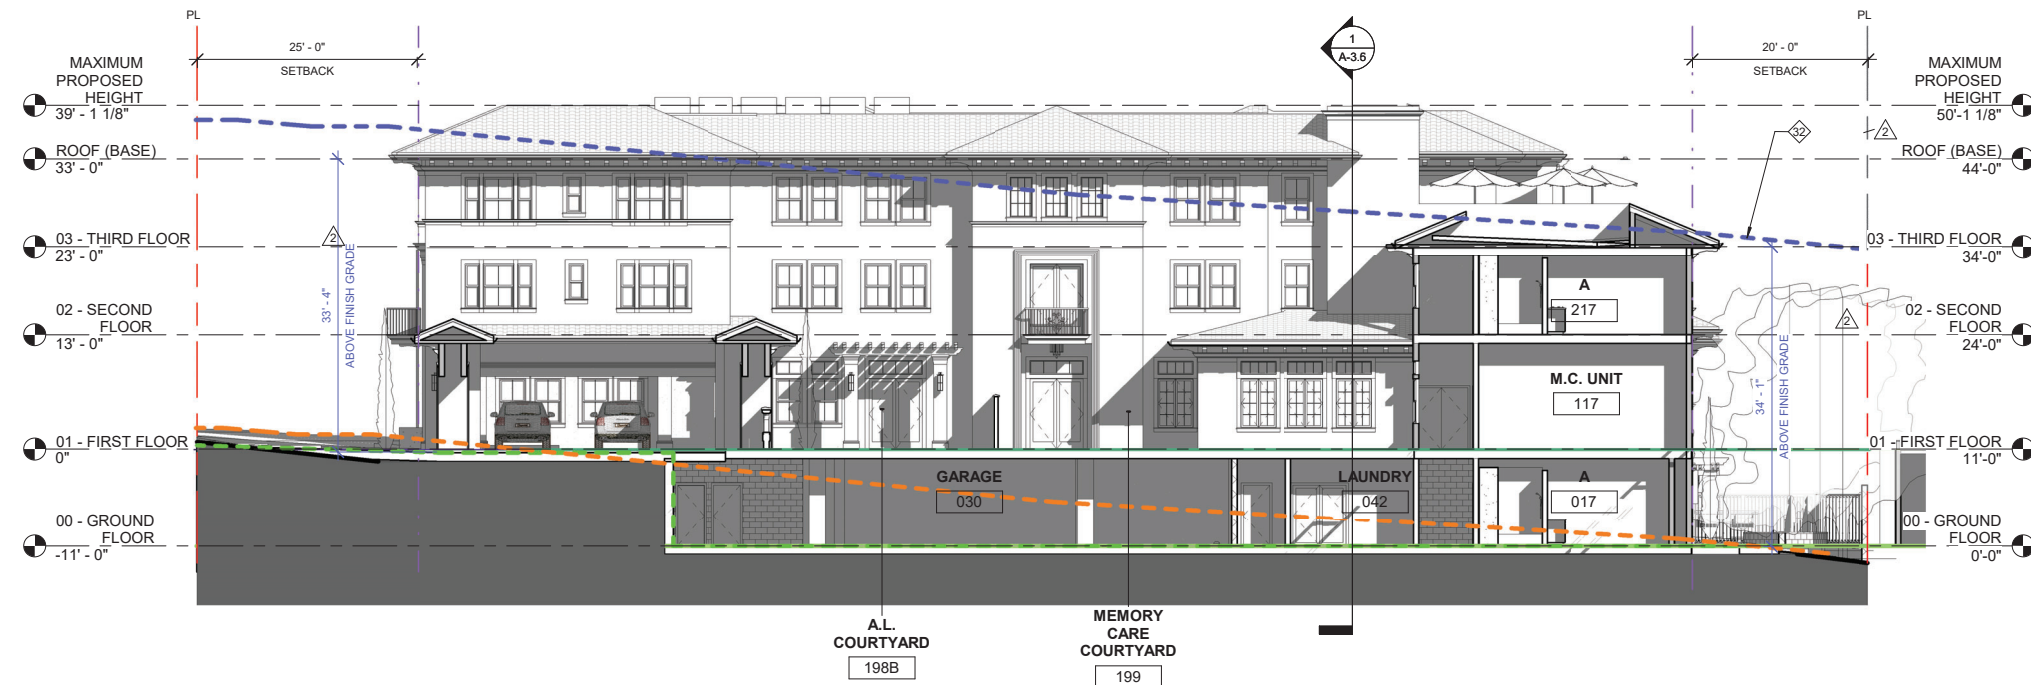 PL
PL
25' - 0"
SETBACK
1
A-3.6
20' - 0"
SETBACK
MAXIMUM
PROPOSED
HEIGHT
39' - 1 1/8"
MAXIMUM
PROPOSED
HEIGHT
50'-1 1/8"
32
2
ROOF (BASE)
33' - 0"
ROOF (BASE)
44'-0"
2
03 - THIRD FLOOR
23' - 0"
03 - THIRD FLOOR
34'-0"
33' - 4"
ABOVE FINISH GRADE
A
217
02 - SECOND
FLOOR
13' - 0"
02 - SECOND
FLOOR
24'-0"
2
34' - 1"
ABOVE FINISH GRADE
M.C. UNIT
117
01 - FIRST FLOOR
0"
01 - FIRST FLOOR
11'-0"
GARAGE
030
LAUNDRY
042
A
017
00 - GROUND
FLOOR
-11' - 0"
00 - GROUND
FLOOR
0'-0"
A.L.
COURTYARD
198B
MEMORY
CARE
COURTYARD
199